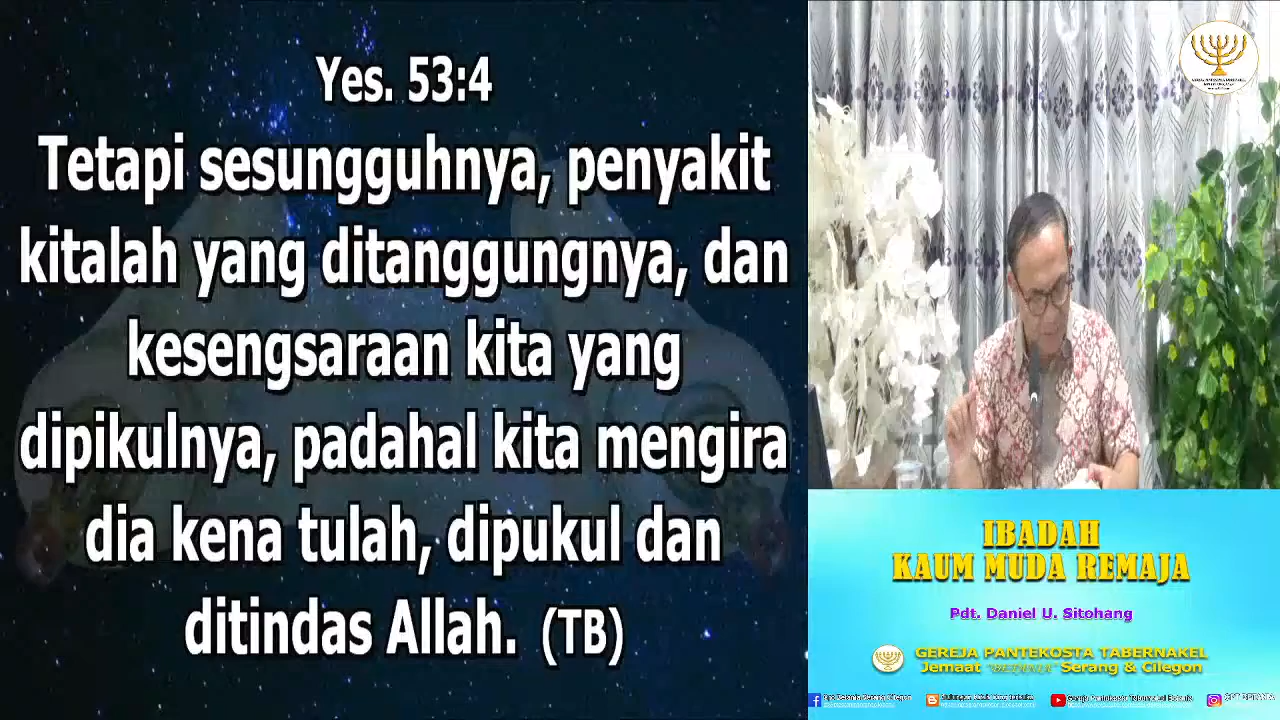 Yes. 53:4
Tetapi sesungguhnya, penyakit
kitalah yang ditanggungnya, dan
kesengsaraan kita yang
dipikulnya, padahal kita mengira
dia kena tulah, dipukul dan
ditindas Allah. (TB)
IBADAH
KAUM MUDA REMAJA
Pdt. Daniel U. Sitohang
GEREJA PANTEKOSTA TABERNAKEL
Jemaat "BETANIA" Serang & Cilegon